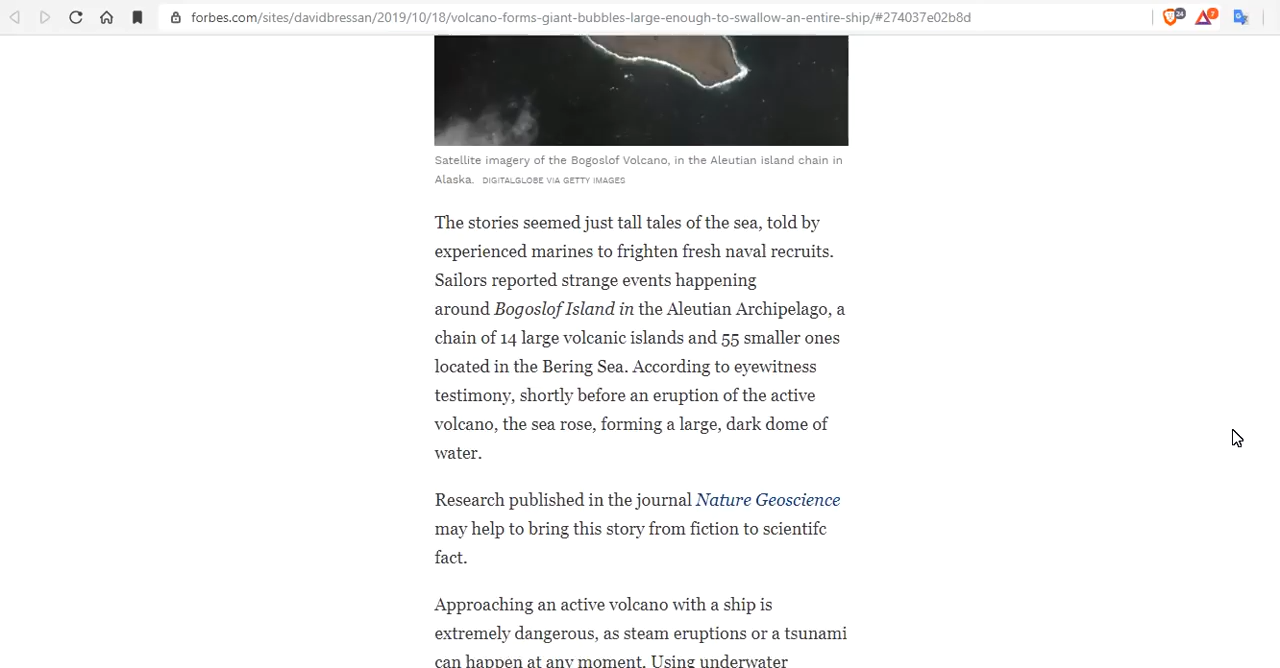 forbes.com/sites/davidbressan/2019/10/18/volcano-forms-giant-bubbles-large-enough-to-swallow-an-entire-ship/#274037e02b8d
24
7
Satellite imagery of the Bogoslof Volcano, in the Aleutian island chain in
Alaska. DIGITALGLOBE VIA GETTY IMAGES
The stories seemed just tall tales of the sea, told by
experienced marines to frighten fresh naval recruits.
Sailors reported strange events happening
around Bogoslof Island in the Aleutian Archipelago, a
chain of 14 large volcanic islands and 55 smaller ones
located in the Bering Sea. According to eyewitness
testimony, shortly before an eruption of the active
volcano, the sea rose, forming a large, dark dome of
water.
Research published in the journal Nature Geoscience
may help to bring this story from fiction to scientifc
fact.
Approaching an active volcano with a ship is
extremely dangerous, as steam eruptions or a tsunami
can happen at any moment. Using underwater